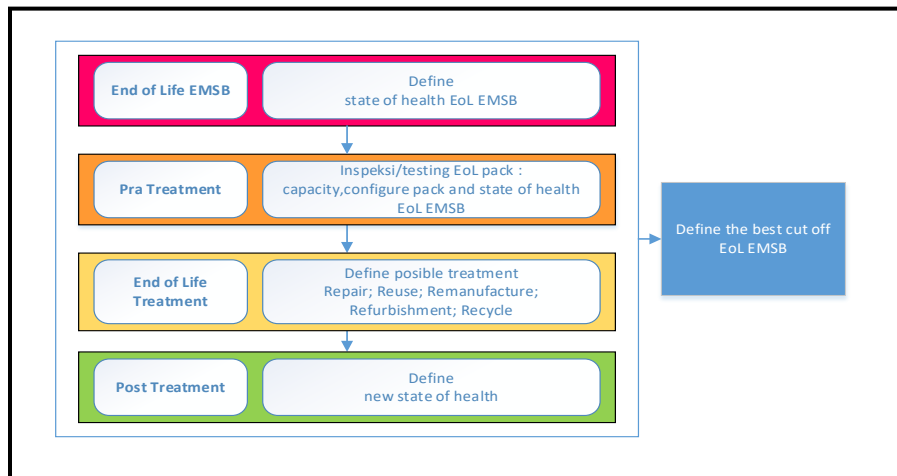 End of Life EMSB
Define
state of health EoL EMSB
Pra Treatment
Inspeksi/testing EoL pack :
capacity,configure pack and state of health
EoL EMSB
End of Life
Treatment
Define posible treatment
Repair; Reuse; Remanufacture;
Refurbishment; Recycle
Post Treatment
Define
new state of health
Define the best cut off
EoL EMSB